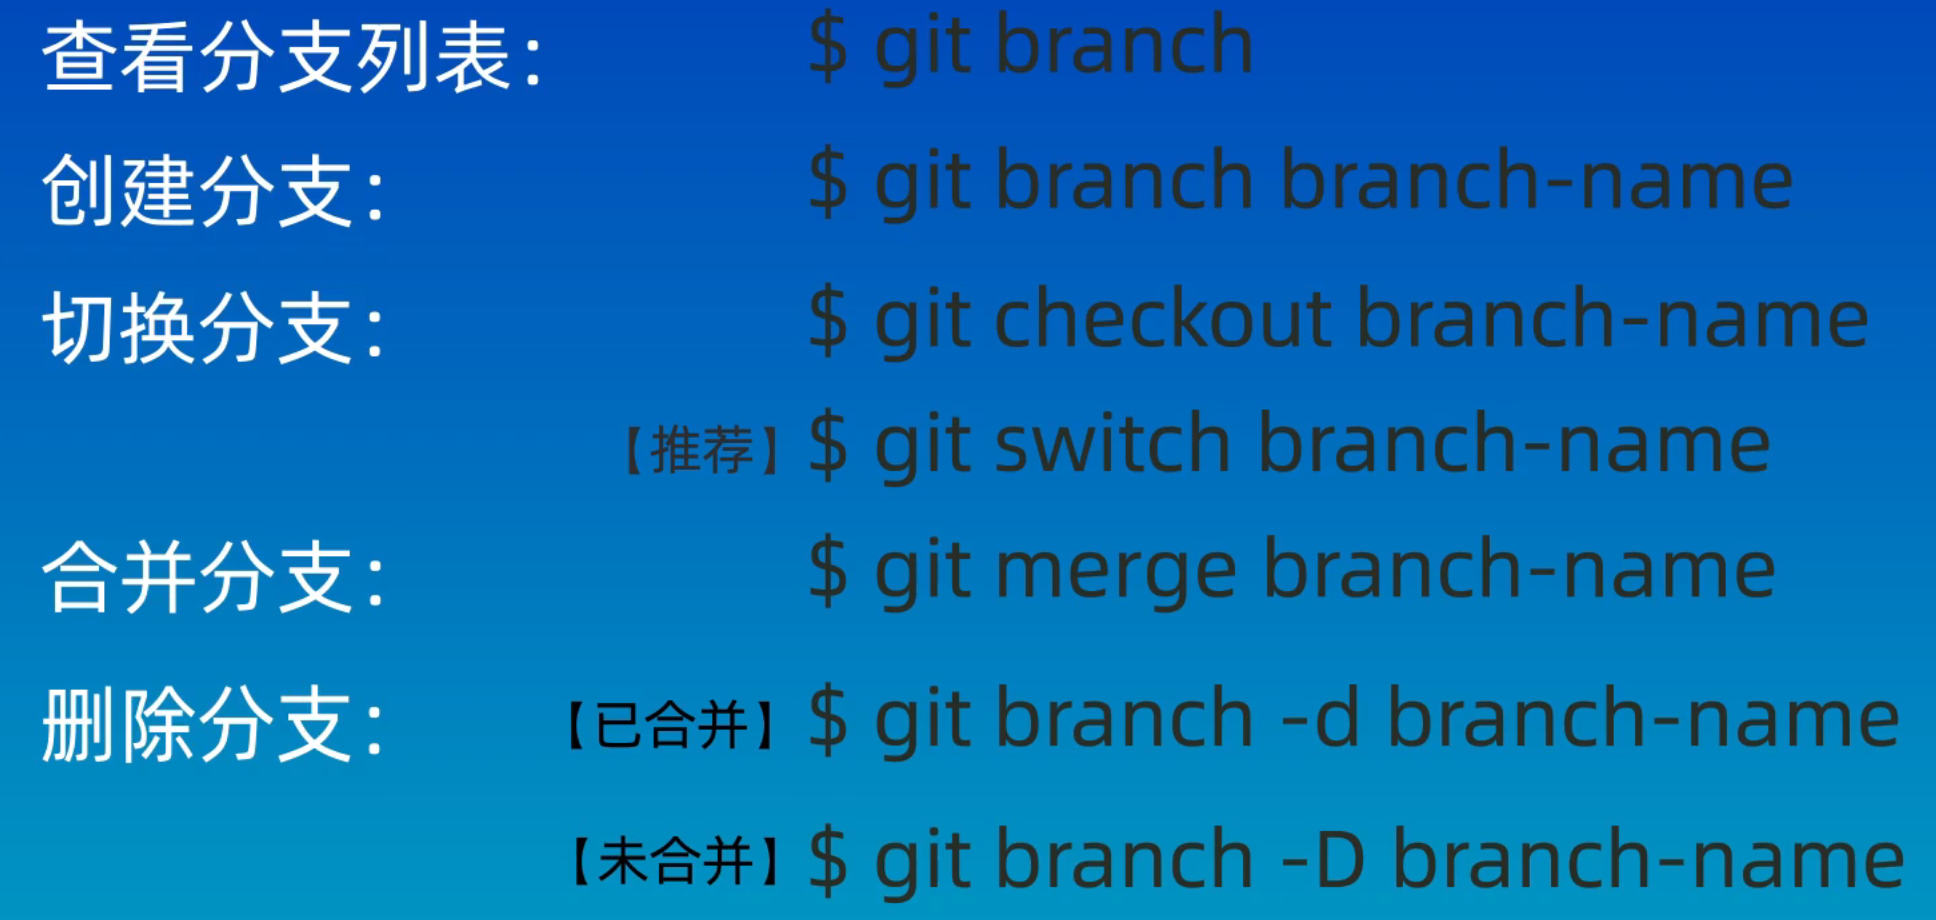 查看分支列表： $ git branch
创建分支： $ git branch branch-name
切换分支： $ git checkout branch-name
【推荐】 $ git switch branch-name
合并分支： $ git merge branch-name
删除分支： 【已合并】 $ git branch -d branch-name
【未合并】 $ git branch -D branch-name